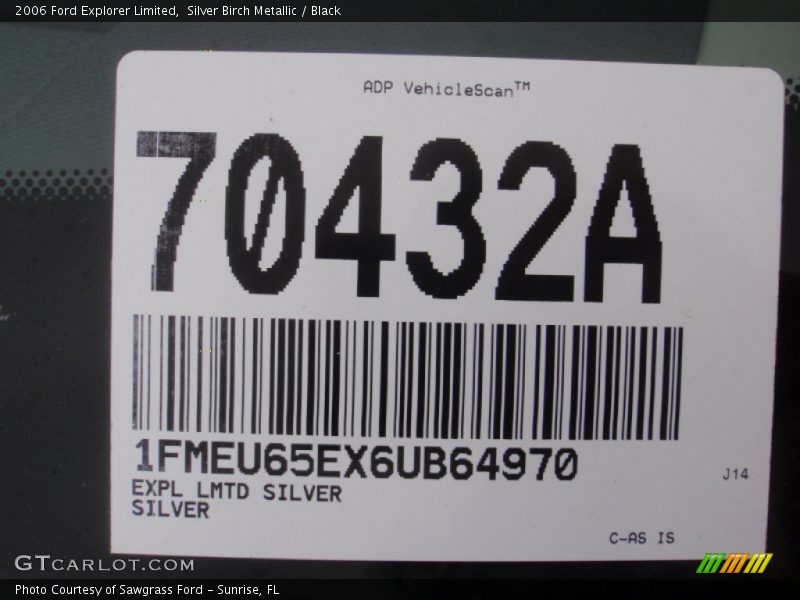 2006 Ford Explorer Limited,  Silver Birch Metallic / Black
ADP VehicleScan™
70432A
1FMEU65EX6UB64970
EXPL LMTD SILVER
J14
SILVER
C-AS IS
GTCARLOT.COM
Photo Courtesy of Sawgrass Ford - Sunrise, FL